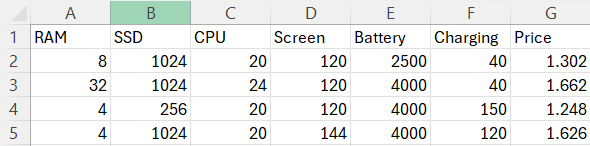 A B C D E F G
1 RAM SSD CPU Screen Battery Charging Price
2 8 1024 20 120 2500 40 1.302
3 32 1024 24 120 4000 40 1.662
4 4 256 20 120 4000 150 1.248
5 4 1024 20 144 4000 120 1.626